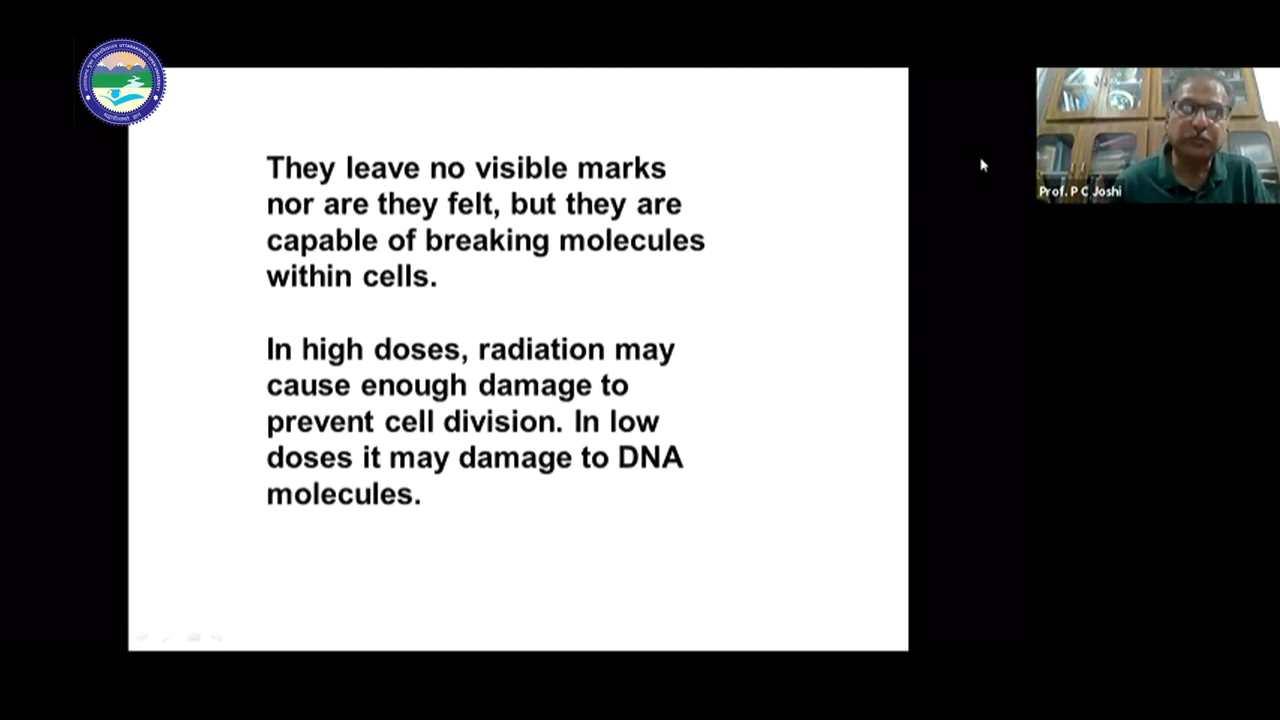 They leave no visible marks
nor are they felt, but they are
capable of breaking molecules
within cells.
In high doses, radiation may
cause enough damage to
prevent cell division. In low
doses it may damage to DNA
molecules.
Prof. P C Joshi